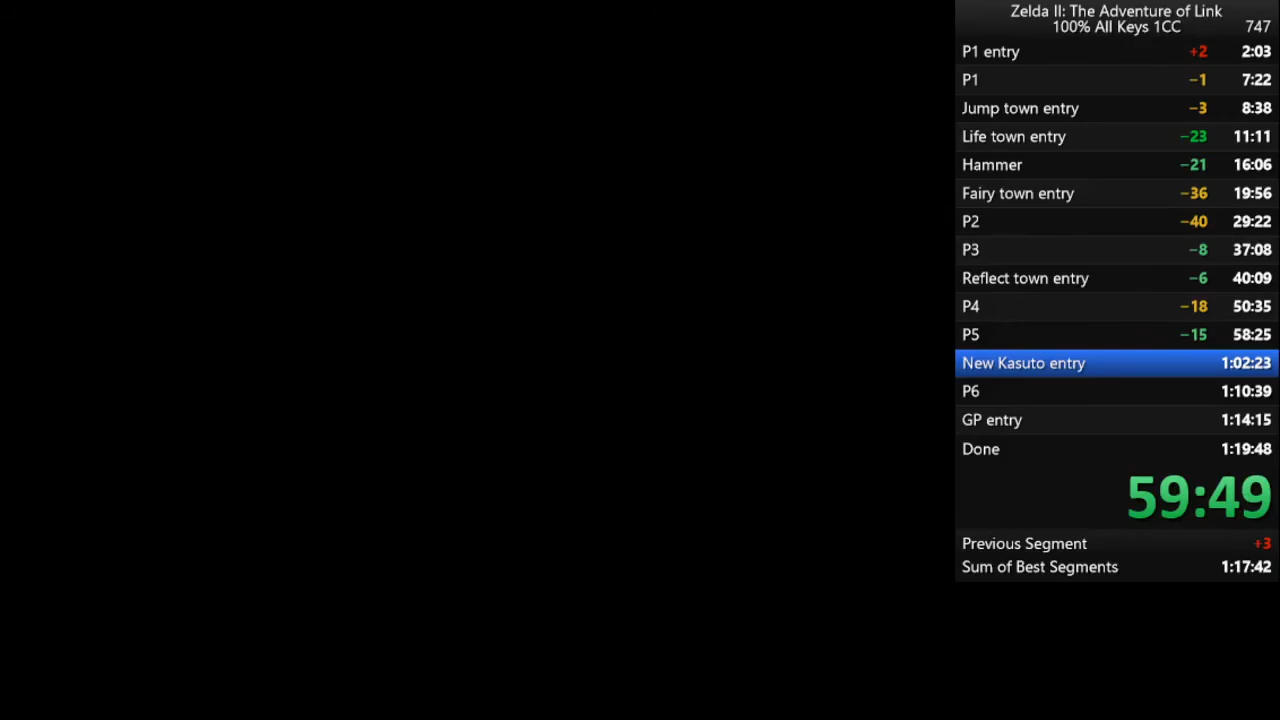 Zelda II: The Adventure of Link
100% All Keys 1CC 747
P1 entry +2 2:03
P1 −1 7:22
Jump town entry −3 8:38
Life town entry −23 11:11
Hammer −21 16:06
Fairy town entry −36 19:56
P2 −40 29:22
P3 −8 37:08
Reflect town entry −6 40:09
P4 −18 50:35
P5 −15 58:25
New Kasuto entry 1:02:23
P6 1:10:39
GP entry 1:14:15
Done 1:19:48
59:49
Previous Segment +3
Sum of Best Segments 1:17:42